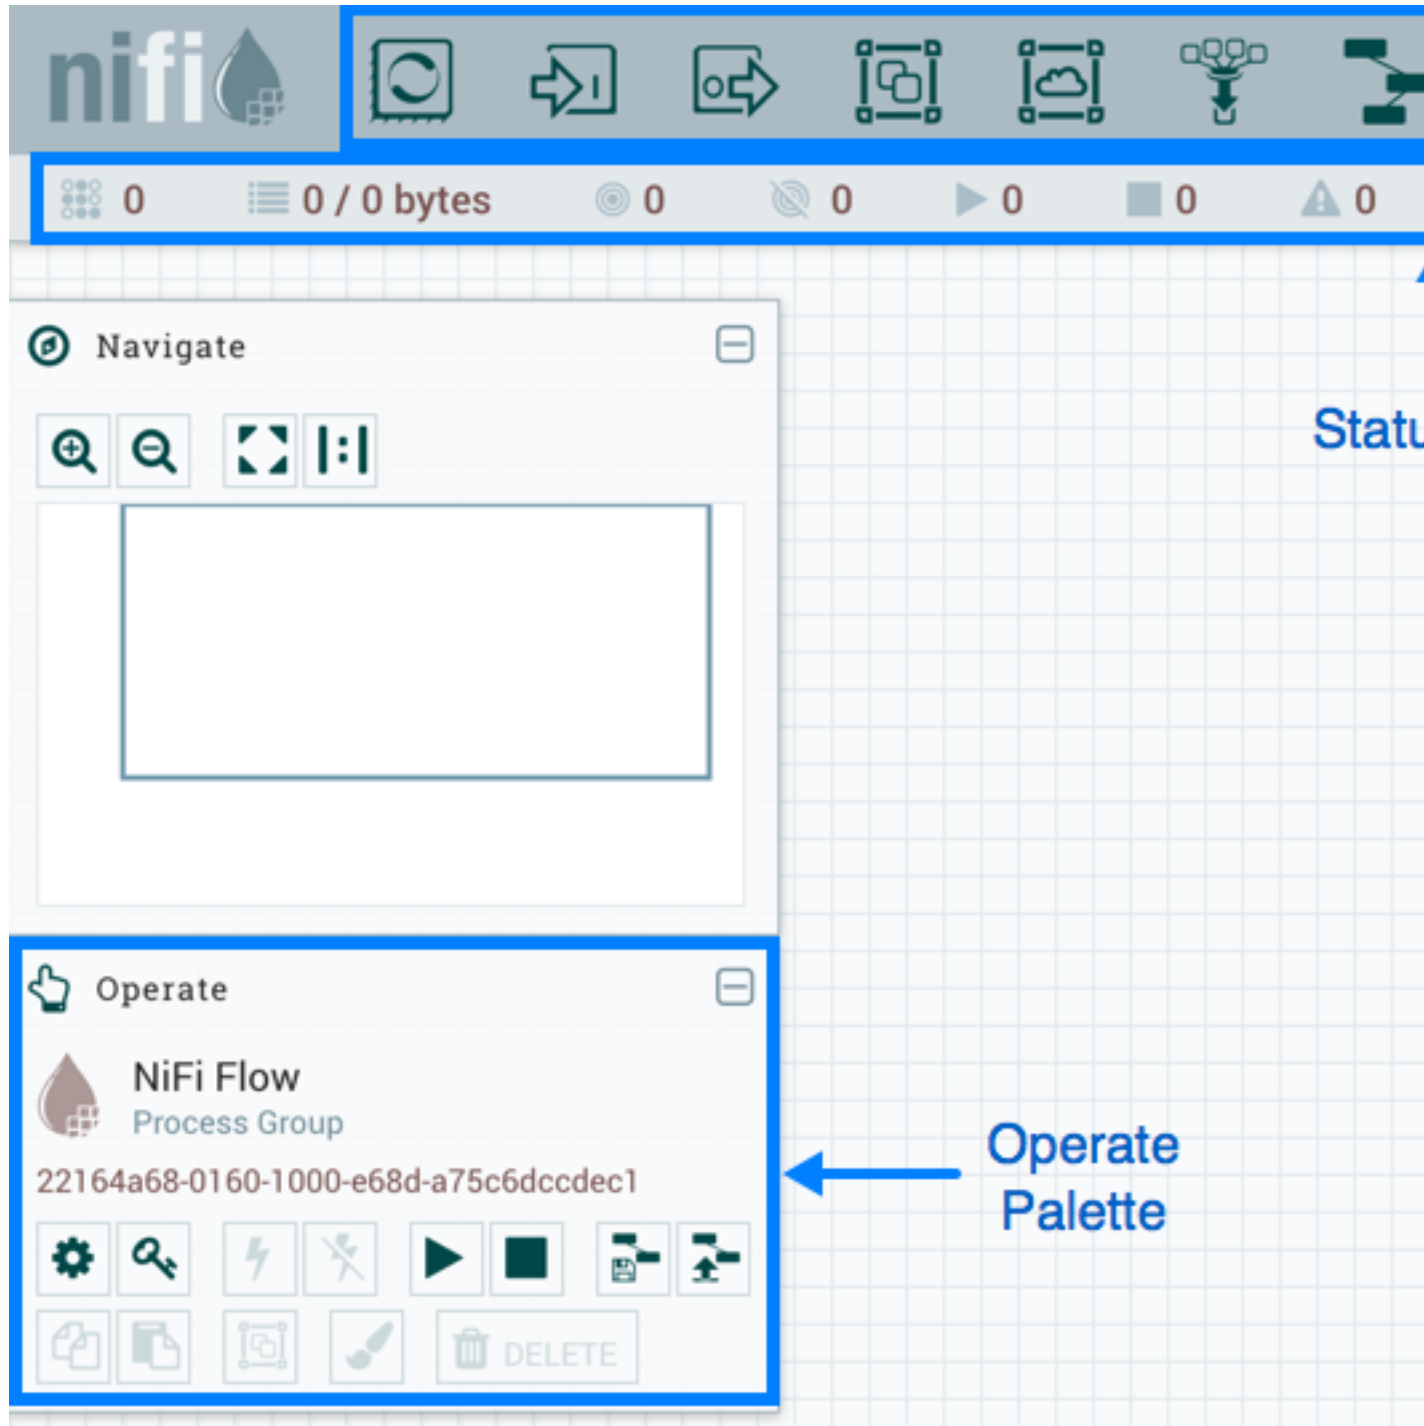 nifi
0 0 / 0 bytes 0 0 0 0 0
Navigate
Statu
Operate
NiFi Flow
Process Group
22164a68-0160-1000-e68d-a75c6dccdec1
Operate
Palette
DELETE